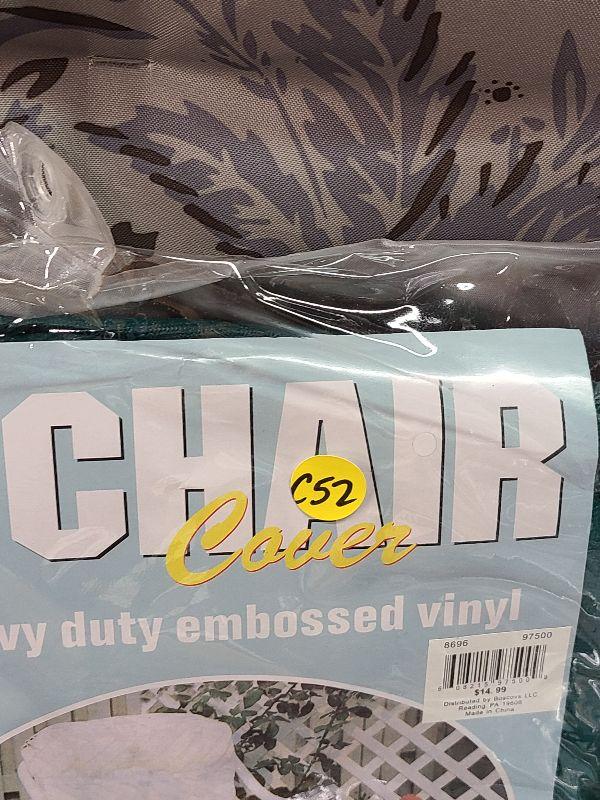 CHAIR
C52
Cover
vy duty embossed vinyl
8696 97500
$14.99
Distributed by Boscovs LLC
Reading, PA 19606
Made in China